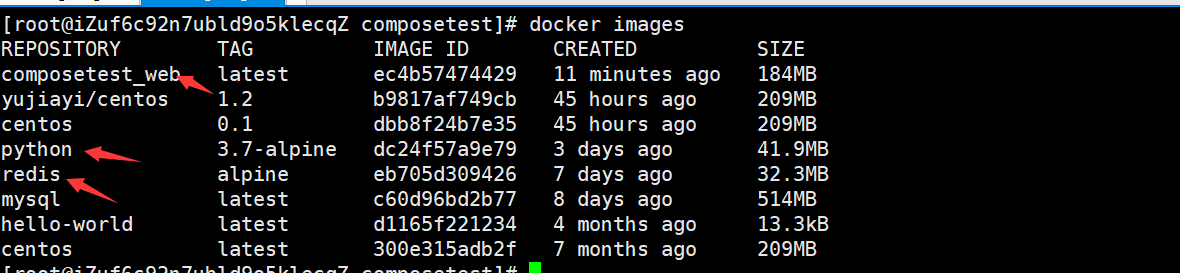 [root@iZuf6c92n7ubld9o5klecqZ composetest]# docker images
REPOSITORY TAG IMAGE ID CREATED SIZE
composetest_web latest ec4b57474429 11 minutes ago 184MB
yujiayi/centos 1.2 b9817af749cb 45 hours ago 209MB
centos 0.1 dbb8f24b7e35 45 hours ago 209MB
python 3.7-alpine dc24f57a9e79 3 days ago 41.9MB
redis alpine eb705d309426 7 days ago 32.3MB
mysql latest c60d96bd2b77 8 days ago 514MB
hello-world latest d1165f221234 4 months ago 13.3kB
centos latest 300e315adb2f 7 months ago 209MB
[root@iZuf6c92n7ubld9o5klecqZ composetest]#